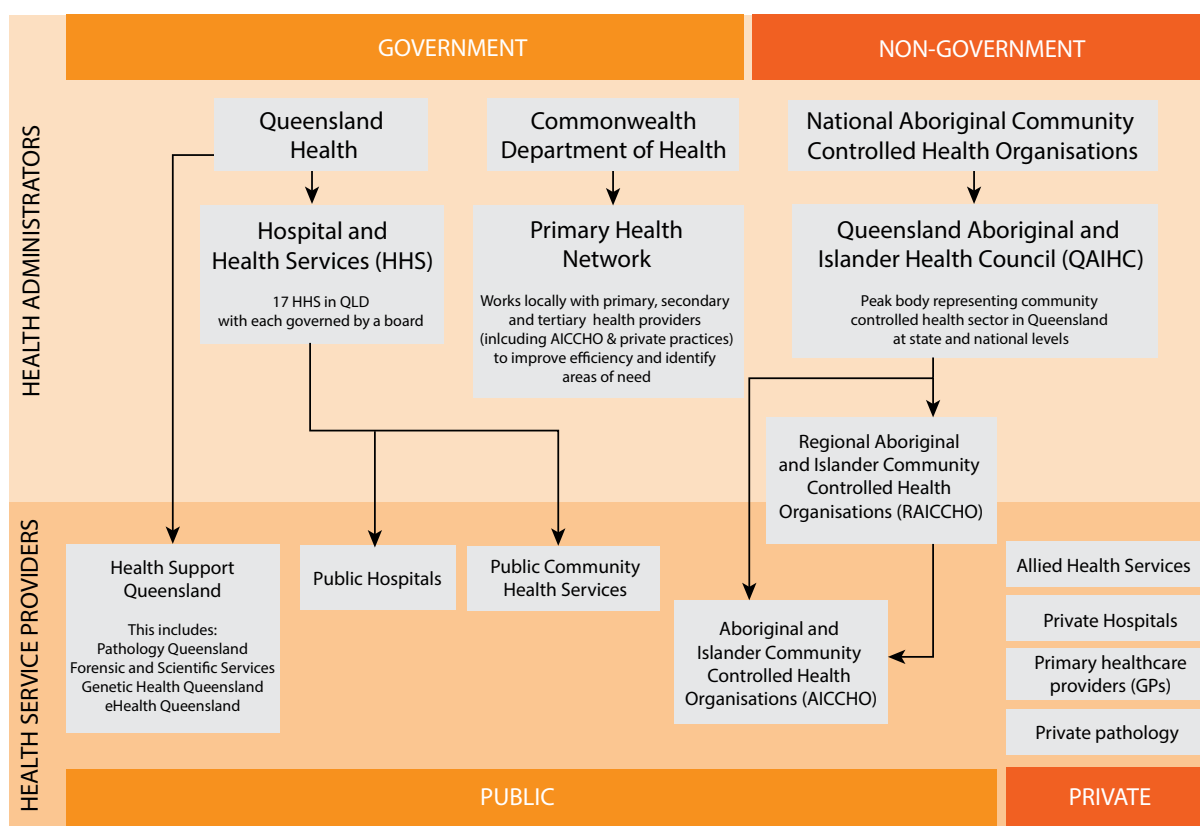 GOVERNMENT
NON-GOVERNMENT
HEALTH ADMINISTRATORS
Queensland
Health
Commonwealth
Department of Health
National Aboriginal Community
Controlled Health Organisations
Hospital and
Health Services (HHS)
17 HHS in QLD
with each governed by a board
Primary Health
Network
Works locally with primary, secondary
and tertiary health providers
(inlcuding AICCHO & private practices)
to improve efficiency and identify
areas of need
Queensland Aboriginal and
Islander Health Council (QAIHC)
Peak body representing community
controlled health sector in Queensland
at state and national levels
Regional Aboriginal
and Islander Community
Controlled Health
Organisations (RAICCHO)
HEALTH SERVICE PROVIDERS
Health Support
Queensland
This includes:
Pathology Queensland
Forensic and Scientific Services
Genetic Health Queensland
eHealth Queensland
Public Hospitals
Public Community
Health Services
Aboriginal and
Islander Community
Controlled Health
Organisations (AICCHO)
Allied Health Services
Private Hospitals
Primary healthcare
providers (GPs)
Private pathology
PUBLIC
PRIVATE